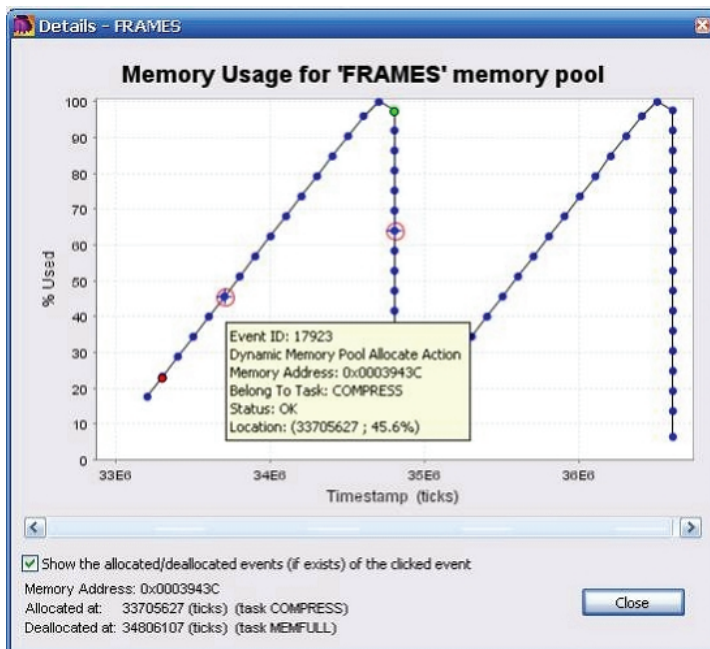 Details - FRAMES
Memory Usage for 'FRAMES' memory pool
100
90
80
70
60
50
40
30
20
10
0
% Used
Event ID: 17923
Dynamic Memory Pool Allocate Action
Memory Address: 0x0003943C
Belong To Task: COMPRESS
Status: OK
Location: (33705627 ; 45.6%)
33E6 34E6 35E6 36E6
Timestamp (ticks)
Show the allocated/deallocated events (if exists) of the clicked event
Memory Address: 0x0003943C
Allocated at: 33705627 (ticks) (task COMPRESS)
Deallocated at: 34806107 (ticks) (task MEMFULL)
Close